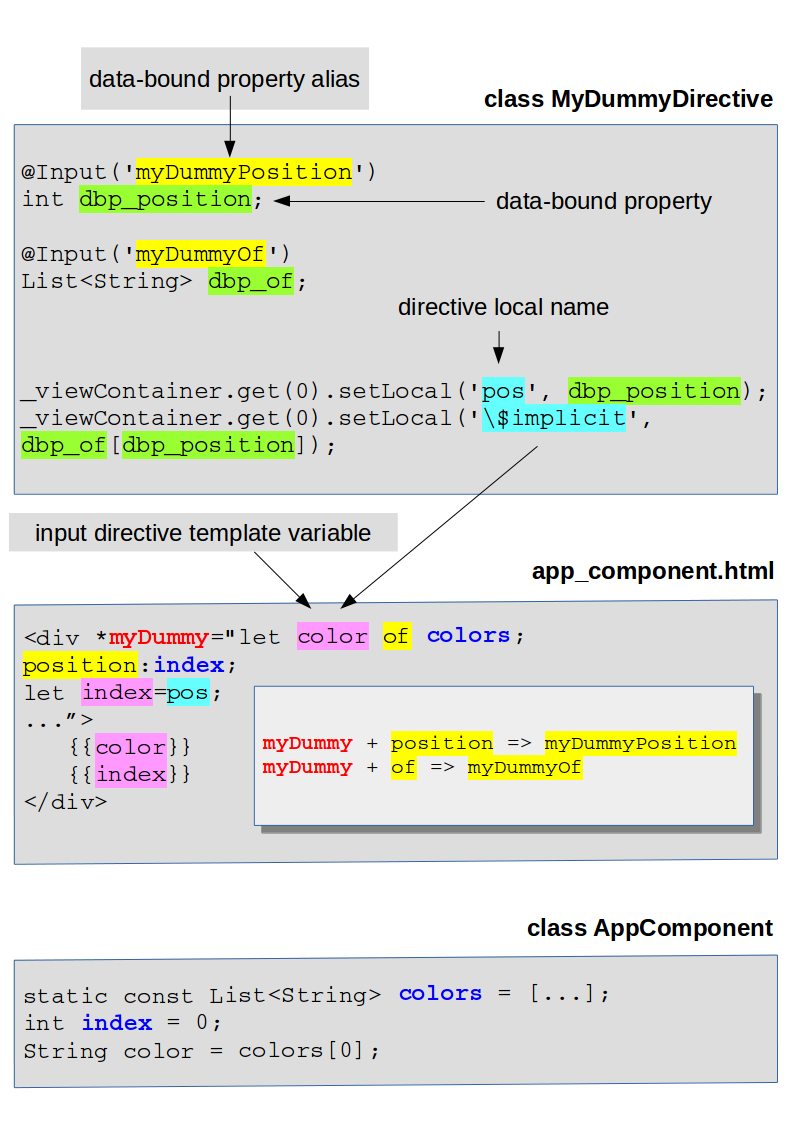 data-bound property alias
class MyDummyDirective
@Input('myDummyPosition')
int dbp_position;
data-bound property
@Input('myDummyOf')
List<String> dbp_of;
directive local name
_viewContainer.get(0).setLocal('pos', dbp_position);
_viewContainer.get(0).setLocal('\$implicit',
dbp_of[dbp_position]);
input directive template variable
app_component.html
<div *myDummy="let color of colors;
position:index;
let index=pos;
...”>
{{color}}
{{index}}
</div>
myDummy + position => myDummyPosition
myDummy + of => myDummyOf
class AppComponent
static const List<String> colors = [...];
int index = 0;
String color = colors[0];